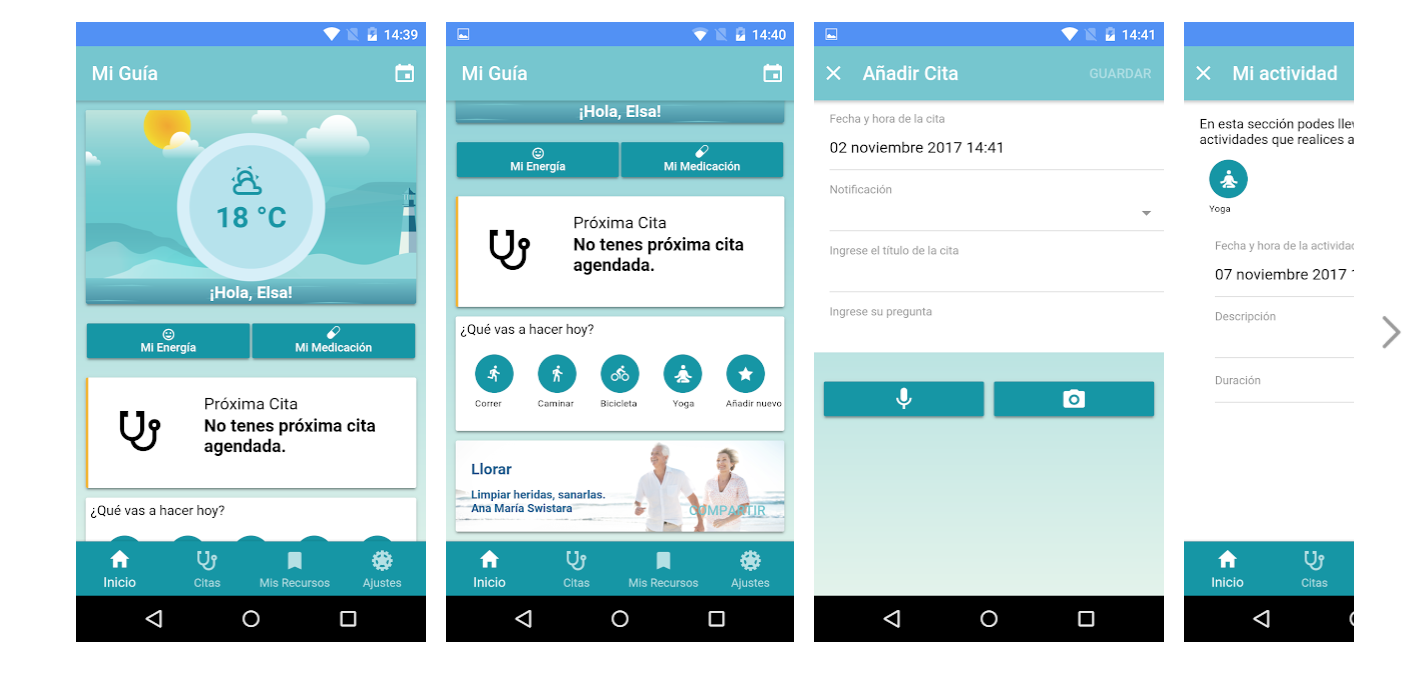 14:39
Mi Guía
18 °C
¡Hola, Elsa!
Mi Energía
Mi Medicación
Próxima Cita
No tenes próxima cita
agendada.
¿Qué vas a hacer hoy?
Inicio
Citas
Mis Recursos
Ajustes
14:40
Mi Guía
¡Hola, Elsa!
Mi Energía
Mi Medicación
Próxima Cita
No tenes próxima cita
agendada.
¿Qué vas a hacer hoy?
Correr
Caminar
Bicicleta
Yoga
Añadir nuevo
Llorar
Limpiar heridas, sanarlas.
Ana María Swistara
COMPARTIR
Inicio
Citas
Mis Recursos
Ajustes
14:41
Añadir Cita
GUARDAR
Fecha y hora de la cita
02 noviembre 2017 14:41
Notificación
Ingrese el título de la cita
Ingrese su pregunta
Mi actividad
En esta sección podes llev
actividades que realices a
Yoga
Fecha y hora de la actividad
07 noviembre 2017 1
Descripción
Duración
Inicio
Citas